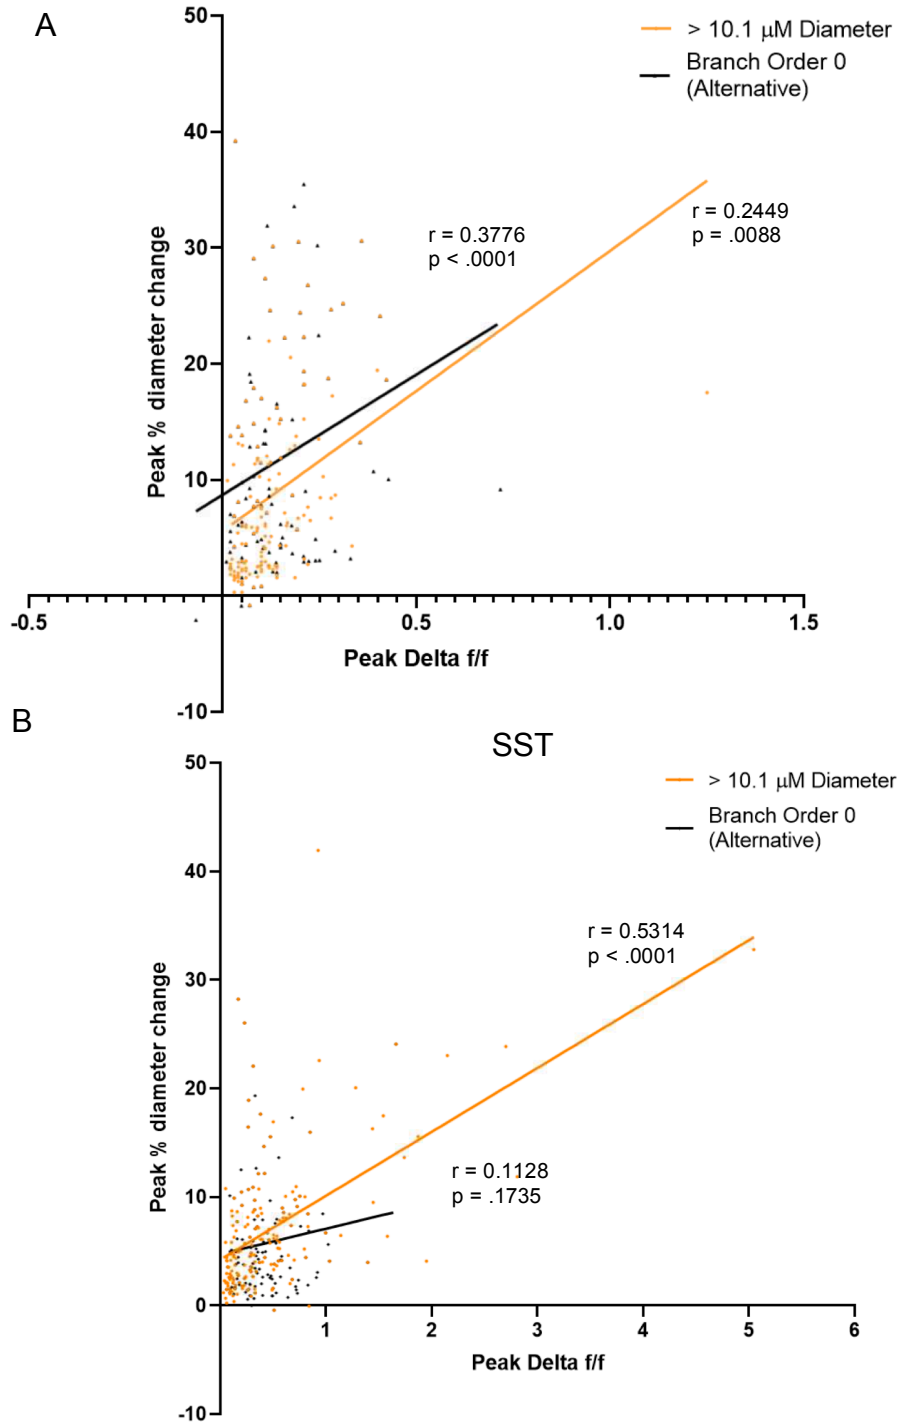 A
50
40
30
20
10
-10
-0.5
0.5
1.0
1.5
Peak % diameter change
Peak Delta f/f
> 10.1 μM Diameter
Branch Order 0
(Alternative)
r = 0.3776
p < .0001
r = 0.2449
p = .0088
B
SST
50
40
30
20
10
0
-10
1
2
3
4
5
6
Peak % diameter change
Peak Delta f/f
> 10.1 μM Diameter
Branch Order 0
(Alternative)
r = 0.5314
p < .0001
r = 0.1128
p = .1735